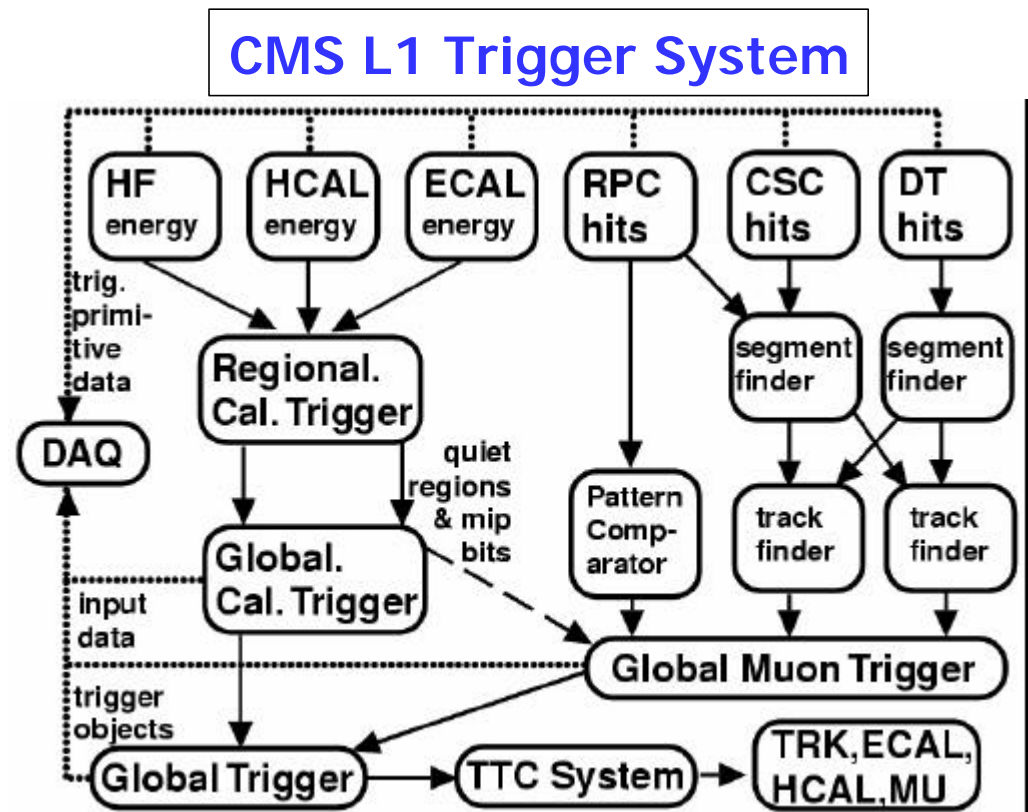 CMS L1 Trigger System
HF
energy
HCAL
energy
ECAL
energy
RPC
hits
CSC
hits
DT
hits
trig.
primi-
tive
data
segment
finder
segment
finder
Regional.
Cal. Trigger
DAQ
quiet
regions
& mip
bits
Pattern
Comp-
arator
track
finder
track
finder
Global.
Cal. Trigger
input
data
Global Muon Trigger
trigger
objects
Global Trigger
TTC System
TRK,ECAL,
HCAL,MU